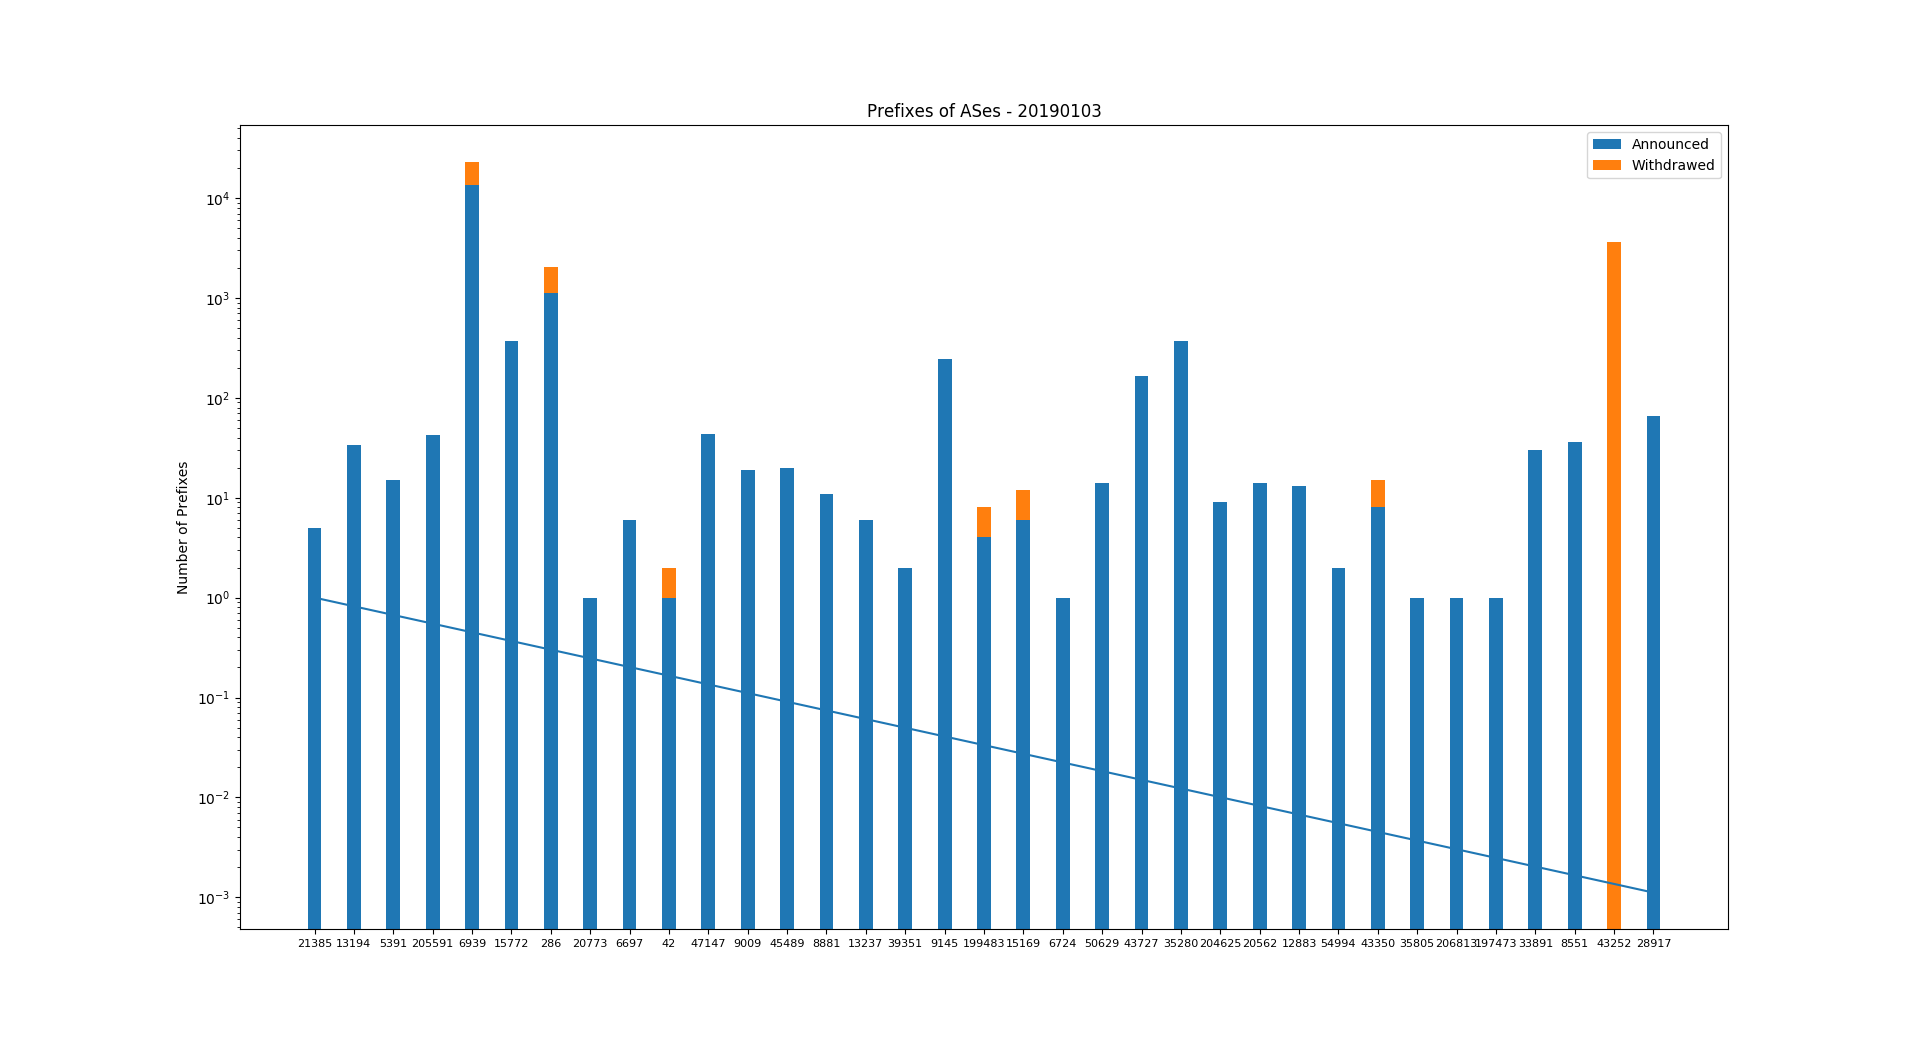 Prefixes of ASes - 20190103
Announced
Withdrawed
Number of Prefixes
10^4
10^3
10^2
10^1
10^0
10^-1
10^-2
10^-3
21385 13194 5391 205591 6939 15772 286 20773 6697 42 47147 9009 45489 8881 13237 39351 9145 199483 15169 6724 50629 43727 35280 204625 20562 12883 54994 43350 35805 206813 197473 33891 8551 43252 28917